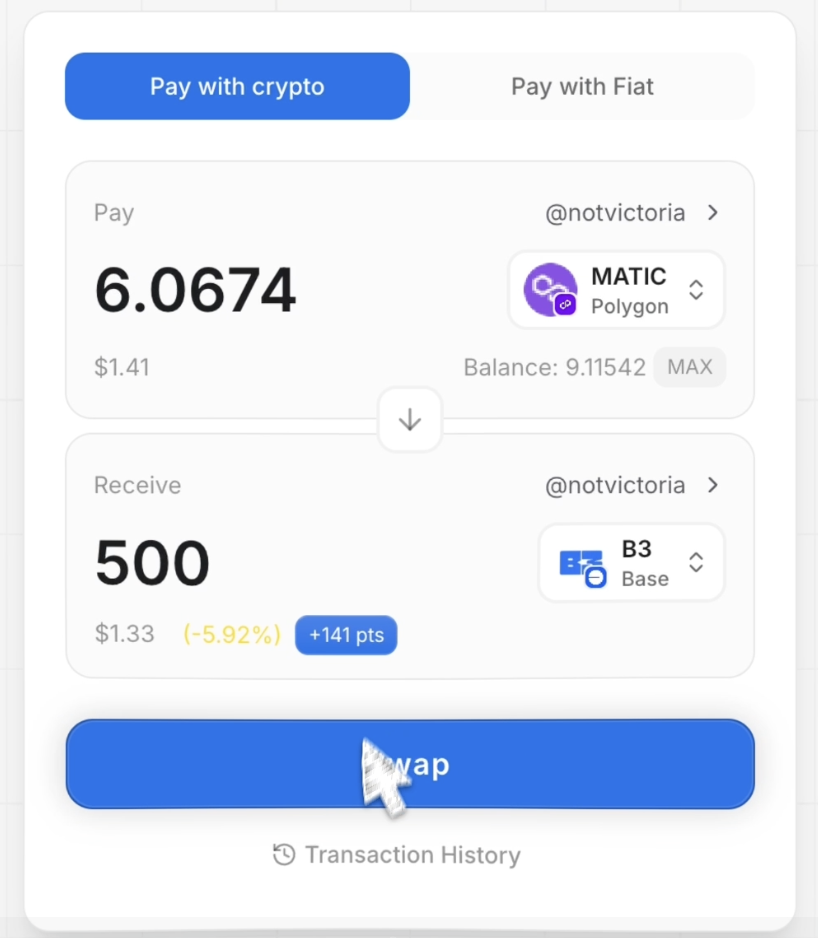 Pay with crypto
Pay with Fiat
Pay
@notvictoria
6.0674
MATIC
Polygon
$1.41
Balance: 9.11542
MAX
Receive
@notvictoria
500
B3
Base
$1.33 (-5.92%) +141 pts
wap
Transaction History